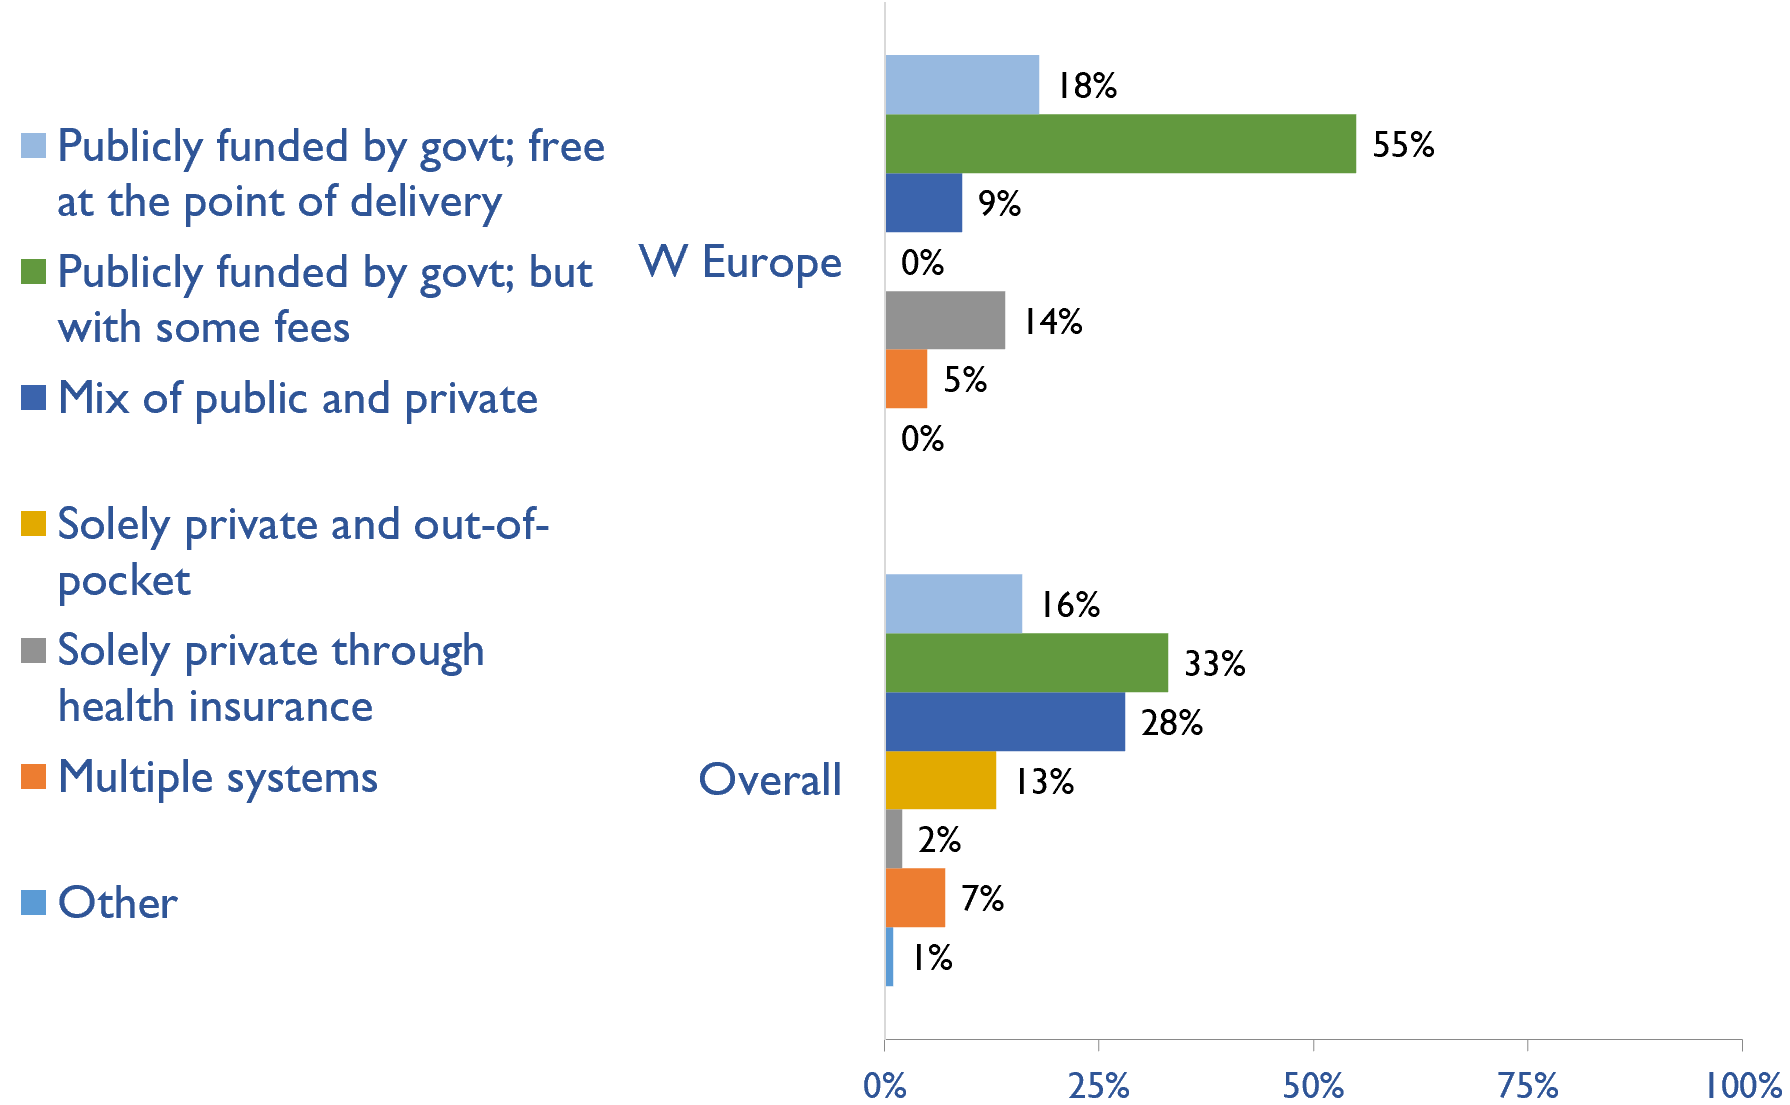 Publicly funded by govt; free
at the point of delivery
Publicly funded by govt; but
with some fees
Mix of public and private
Solely private and out-of-
pocket
Solely private through
health insurance
Multiple systems
Other
W Europe
18%
55%
9%
0%
14%
5%
0%
Overall
16%
33%
28%
13%
2%
7%
1%
0% 25% 50% 75% 100%